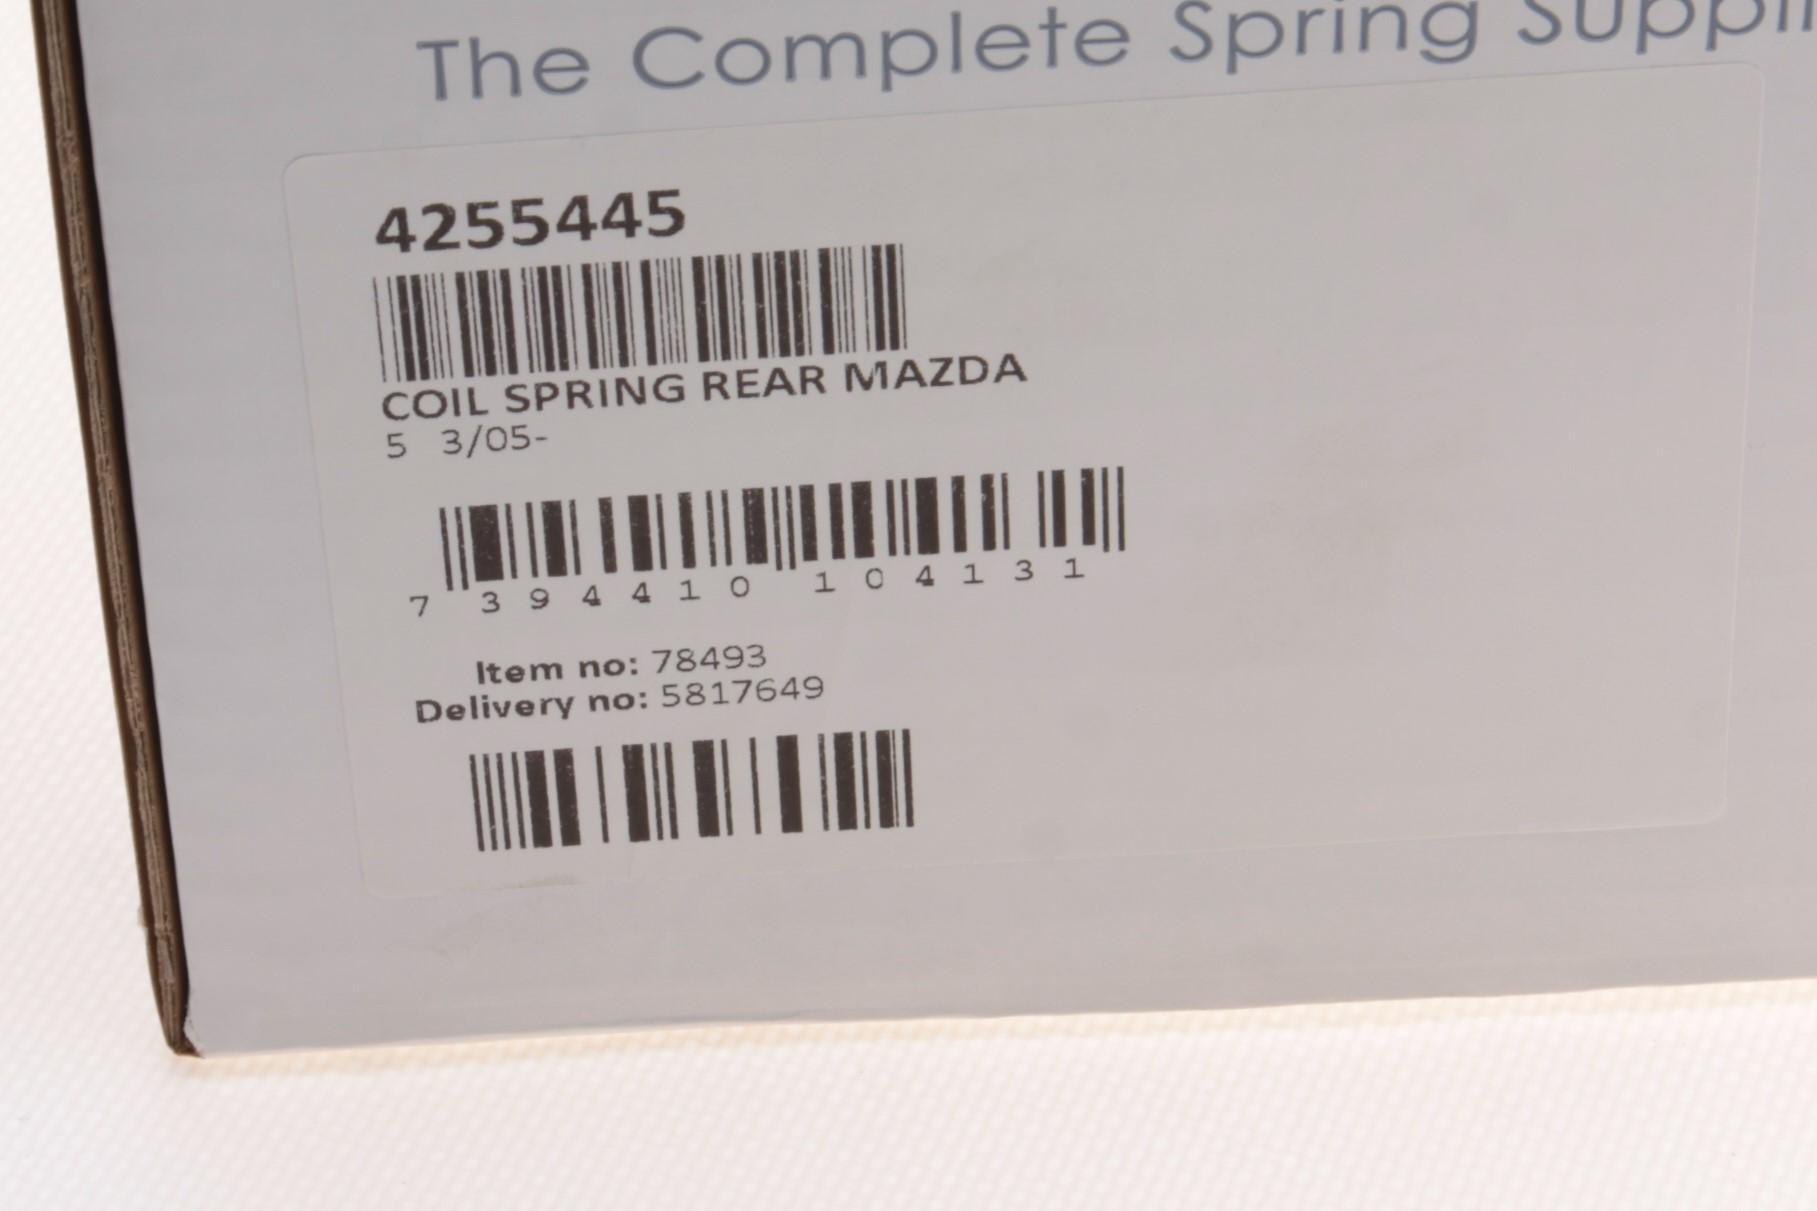 The Complete Spring
4255445
COIL SPRING REAR MAZDA
5 3/05-
7 394410 104131
Item no: 78493
Delivery no: 5817649